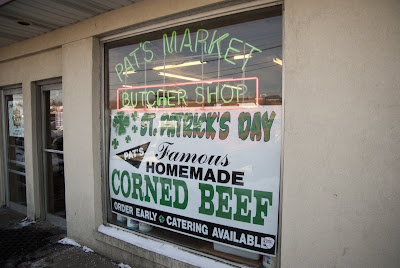 PAT'S MARKET
BUTCHER SHOP
ST. PATRICK'S DAY
PAT'S Famous
HOMEMADE
CORNED BEEF
ORDER EARLY CATERING AVAILABLE